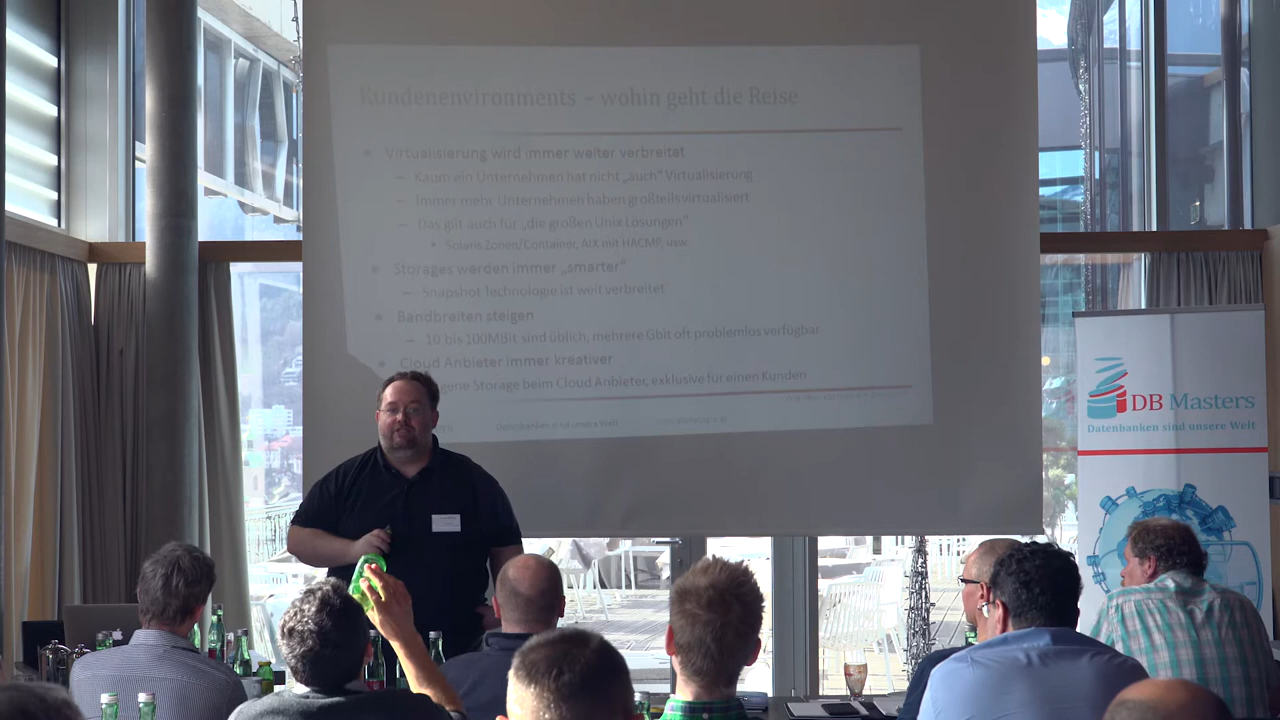 Kundenenvironments – wohin geht die Reise
Virtualisierung wird immer weiter verbreitet
– Kaum ein Unternehmen hat nicht „auch" Virtualisierung
– Immer mehr Unternehmen haben großteilsvirtualisiert
– Das gilt auch für „die großen Unix Lösungen"
Solaris Zonen/Container, AIX mit HACMP, usw.
Storages werden immer „smarter"
– Snapshot Technologie ist weit verbreitet
Bandbreiten steigen
– 10 bis 100MBit sind üblich, mehrere Gbit oft problemlos verfügbar
Cloud Anbieter immer kreativer
Storage beim Cloud Anbieter, exklusive für einen Kunden
Datenbanken sind unsere Welt
DB Masters
Datenbanken sind unsere Welt